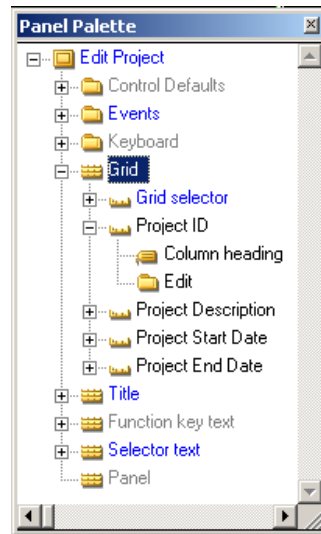 Panel Palette
Edit Project
Control Defaults
Events
Keyboard
Grid
Grid selector
Project ID
Column heading
Edit
Project Description
Project Start Date
Project End Date
Title
Function key text
Selector text
Panel